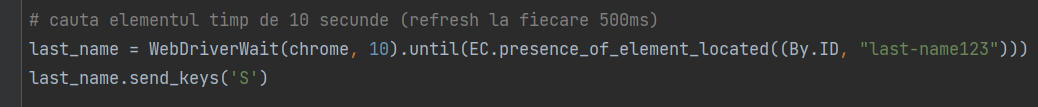 # cauta elementul timp de 10 secunde (refresh la fiecare 500ms)
last_name = WebDriverWait(chrome, 10).until(EC.presence_of_element_located((By.ID, "last-name123")))
last_name.send_keys('S')